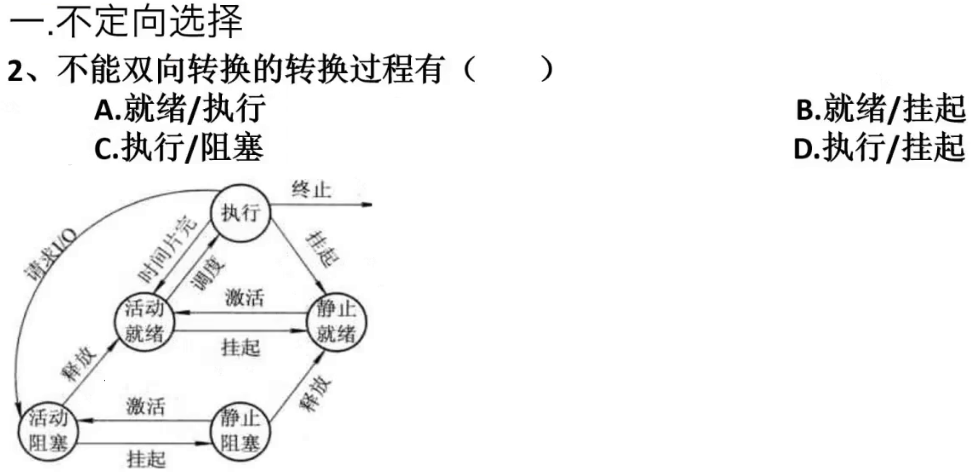 一.不定向选择
2、不能双向转换的转换过程有（　　）
A.就绪/执行 B.就绪/挂起
C.执行/阻塞 D.执行/挂起
终止
执行
请求I/O
时间片完
调度
挂起
激活
活动
就绪
静止
就绪
挂起
释放
释放
激活
活动
阻塞
静止
阻塞
挂起